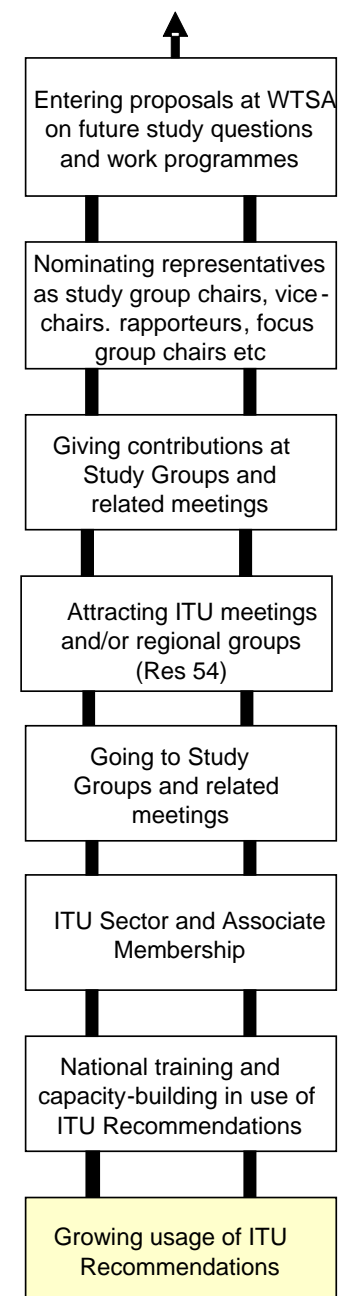 Entering proposals at WTSA
on future study questions
and work programmes
Nominating representatives
as study group chairs, vice-
chairs. rapporteurs, focus
group chairs etc
Giving contributions at
Study Groups and
related meetings
Attracting ITU meetings
and/or regional groups
(Res 54)
Going to Study
Groups and related
meetings
ITU Sector and Associate
Membership
National training and
capacity-building in use of
ITU Recommendations
Growing usage of ITU
Recommendations